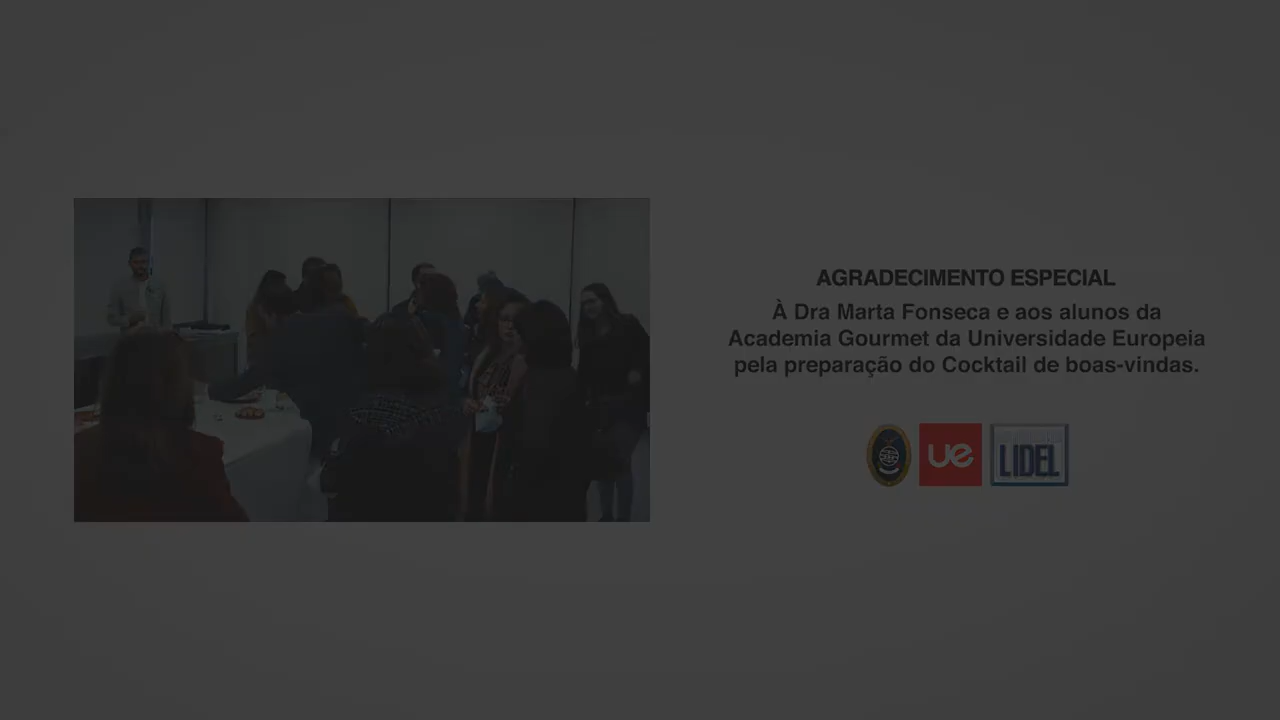 AGRADECIMENTO ESPECIAL
À Dra Marta Fonseca e aos alunos da
Academia Gourmet da Universidade Europeia
pela preparação do Cocktail de boas-vindas.
ue
LIDEL